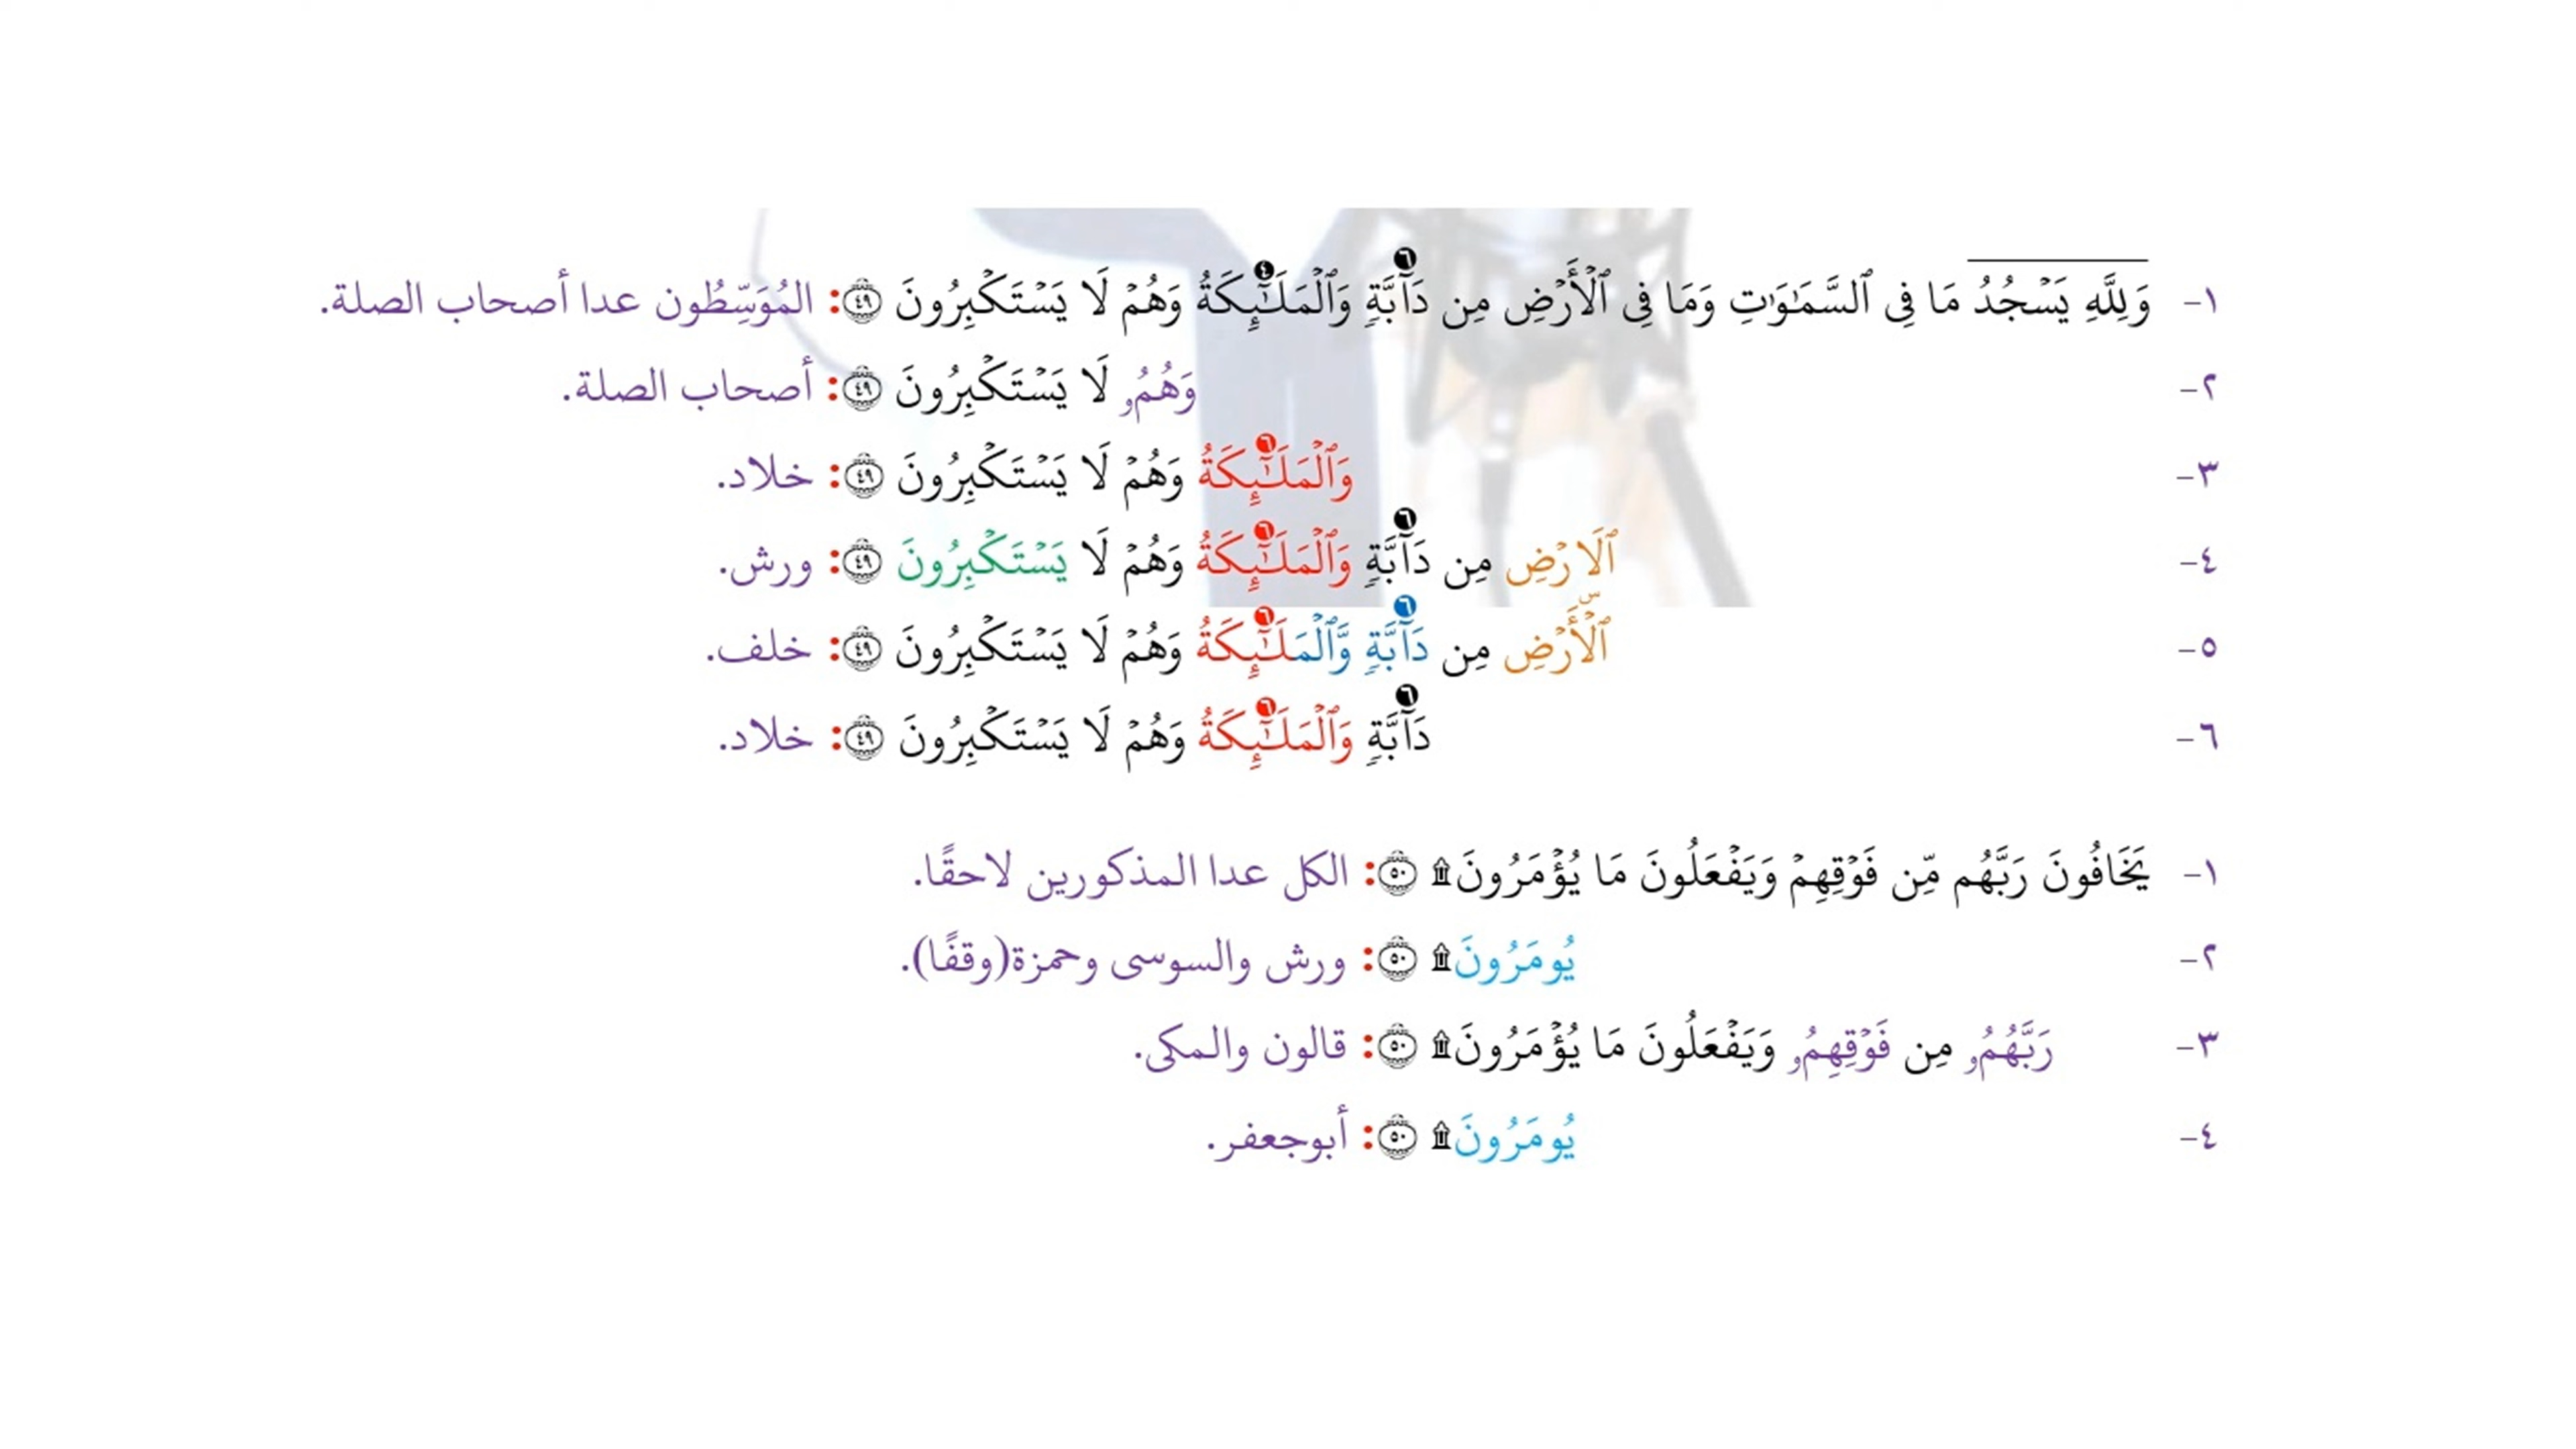 ١- وَلِلَّهِ يَسْجُدُ مَا فِى ٱلسَّمَـٰوَٰتِ وَمَا فِى ٱلْأَرْضِ مِن دَآبَّةٍ وَٱلْمَلَـٰٓئِكَةُ وَهُمْ لَا يَسْتَكْبِرُونَ ٤٩ : المُوَسِّطُون عدا أصحاب الصلة.
٢- وَهُمُۥ لَا يَسْتَكْبِرُونَ ٤٩ : أصحاب الصلة.
٣- وَٱلْمَلَـٰٓئِكَةُ وَهُمْ لَا يَسْتَكْبِرُونَ ٤٩ : خلاد.
٤- ٱلَارْضِ مِن دَآبَّةٍ وَٱلْمَلَـٰٓئِكَةُ وَهُمْ لَا يَسْتَكْبِرُونَ ٤٩ : ورش.
٥- ٱلْأَرْضِ مِن دَآبَّةٍ وَّٱلْمَلَـٰٓئِكَةُ وَهُمْ لَا يَسْتَكْبِرُونَ ٤٩ : خلف.
٦- دَآبَّةٍ وَٱلْمَلَـٰٓئِكَةُ وَهُمْ لَا يَسْتَكْبِرُونَ ٤٩ : خلاد.
١- يَخَافُونَ رَبَّهُم مِّن فَوْقِهِمْ وَيَفْعَلُونَ مَا يُؤْمَرُونَ ۩ ٥٠ : الكل عدا المذكورين لاحقًا.
٢- يُومَرُونَ ۩ ٥٠ : ورش والسوسى وحمزة(وقفًا).
٣- رَبَّهُمُۥ مِن فَوْقِهِمُۥ وَيَفْعَلُونَ مَا يُؤْمَرُونَ ۩ ٥٠ : قالون والمكى.
٤- يُومَرُونَ ۩ ٥٠ : أبوجعفر.